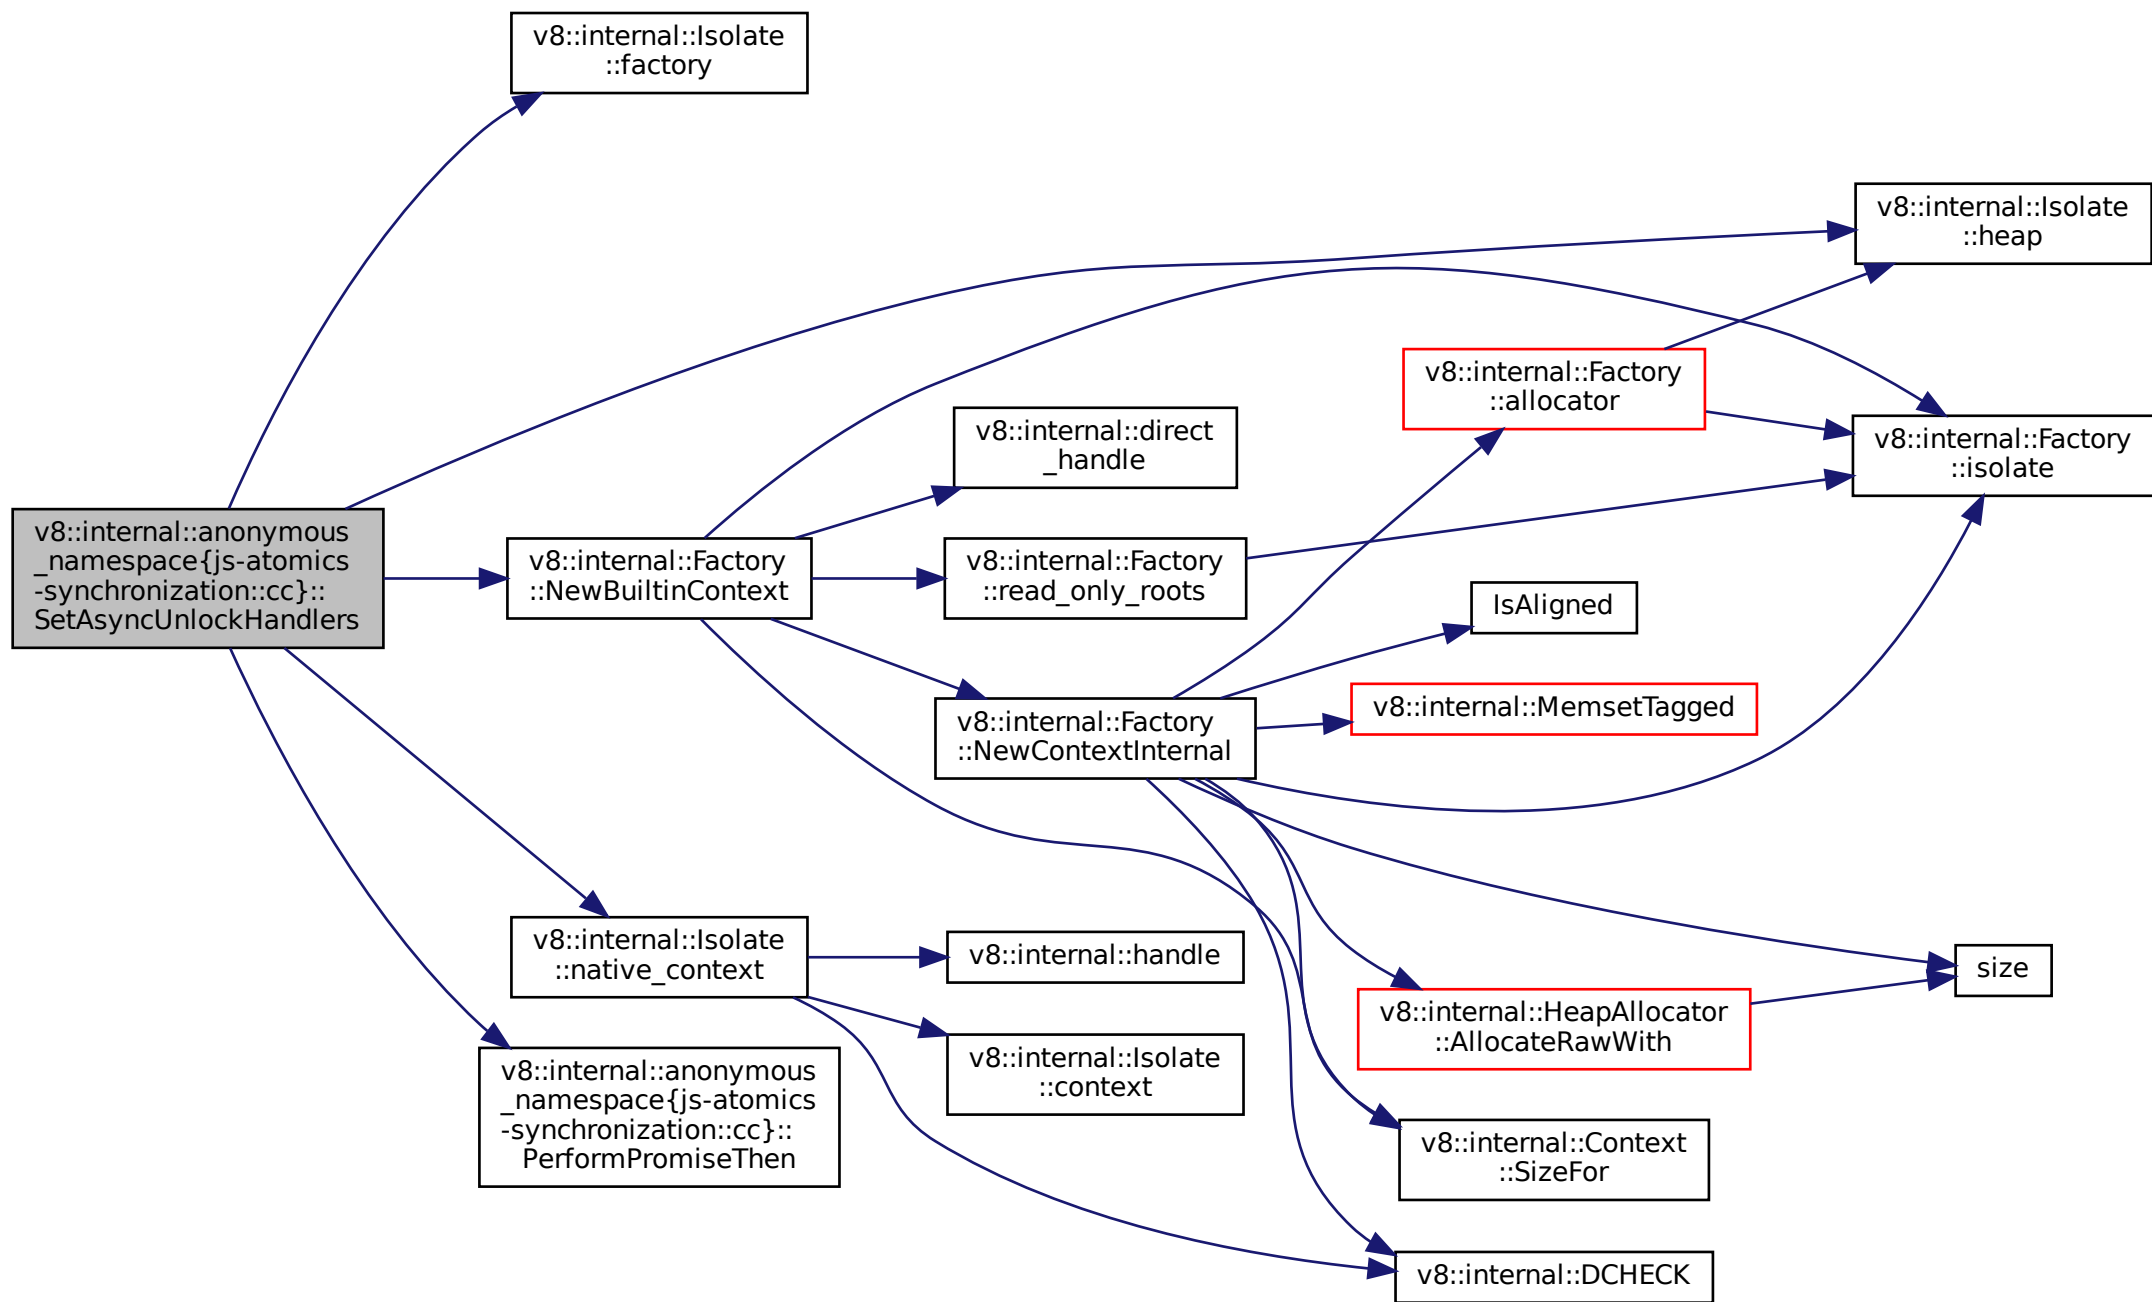 v8::internal::Isolate
::factory
v8::internal::Isolate
::heap
v8::internal::Factory
::allocator
v8::internal::direct
_handle
v8::internal::Factory
::isolate
v8::internal::anonymous
_namespace{js-atomics
-synchronization::cc}::
SetAsyncUnlockHandlers
v8::internal::Factory
::NewBuiltinContext
v8::internal::Factory
::read_only_roots
IsAligned
v8::internal::MemsetTagged
v8::internal::Factory
::NewContextInternal
v8::internal::Isolate
::native_context
v8::internal::handle
size
v8::internal::HeapAllocator
::AllocateRawWith
v8::internal::Isolate
::context
v8::internal::anonymous
_namespace{js-atomics
-synchronization::cc}::
PerformPromiseThen
v8::internal::Context
::SizeFor
v8::internal::DCHECK